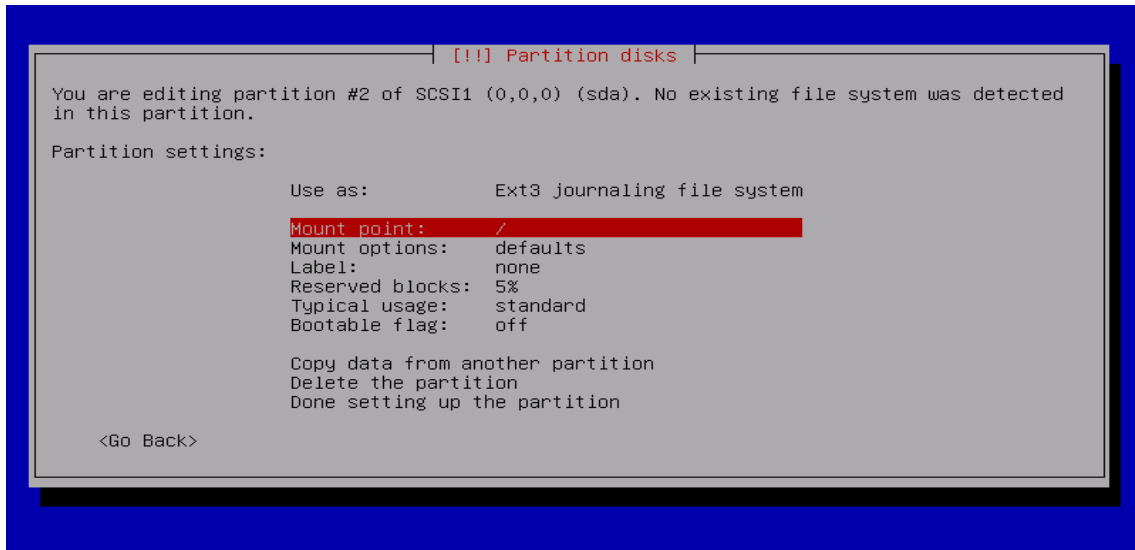 [!!] Partition disks
You are editing partition #2 of SCSI1 (0,0,0) (sda). No existing file system was detected
in this partition.
Partition settings:
Use as: Ext3 journaling file system
Mount point: /
Mount options: defaults
Label: none
Reserved blocks: 5%
Typical usage: standard
Bootable flag: off
Copy data from another partition
Delete the partition
Done setting up the partition
<Go Back>